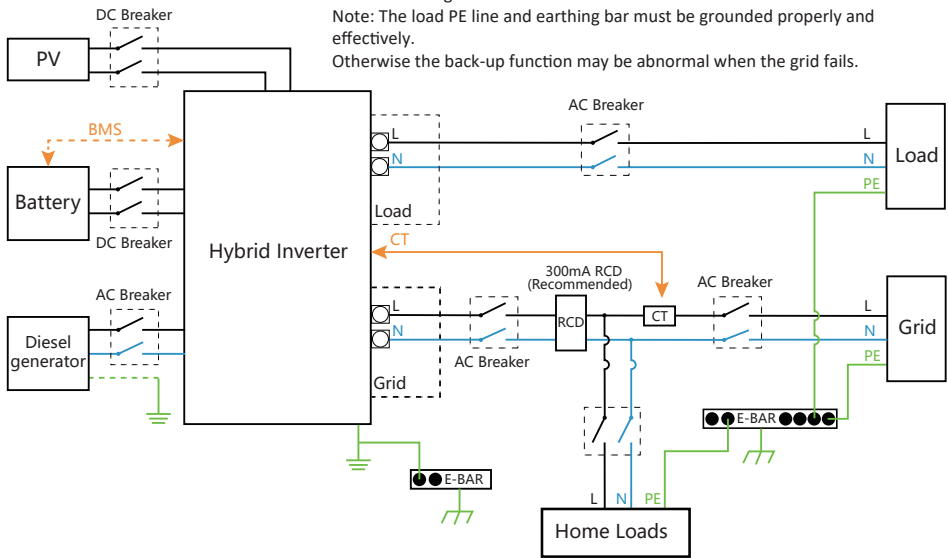 DC Breaker
Note: The load PE line and earthing bar must be grounded properly and
effectively.
Otherwise the back-up function may be abnormal when the grid fails.
PV
AC Breaker
BMS
L
L
N
N
Load
PE
Battery
Load
DC Breaker
Hybrid Inverter
CT
300mA RCD
(Recommended)
AC Breaker
AC Breaker
L
L
RCD
CT
N
N
Grid
Diesel
generator
AC Breaker
PE
Grid
E-BAR
E-BAR
L
N
PE
Home Loads